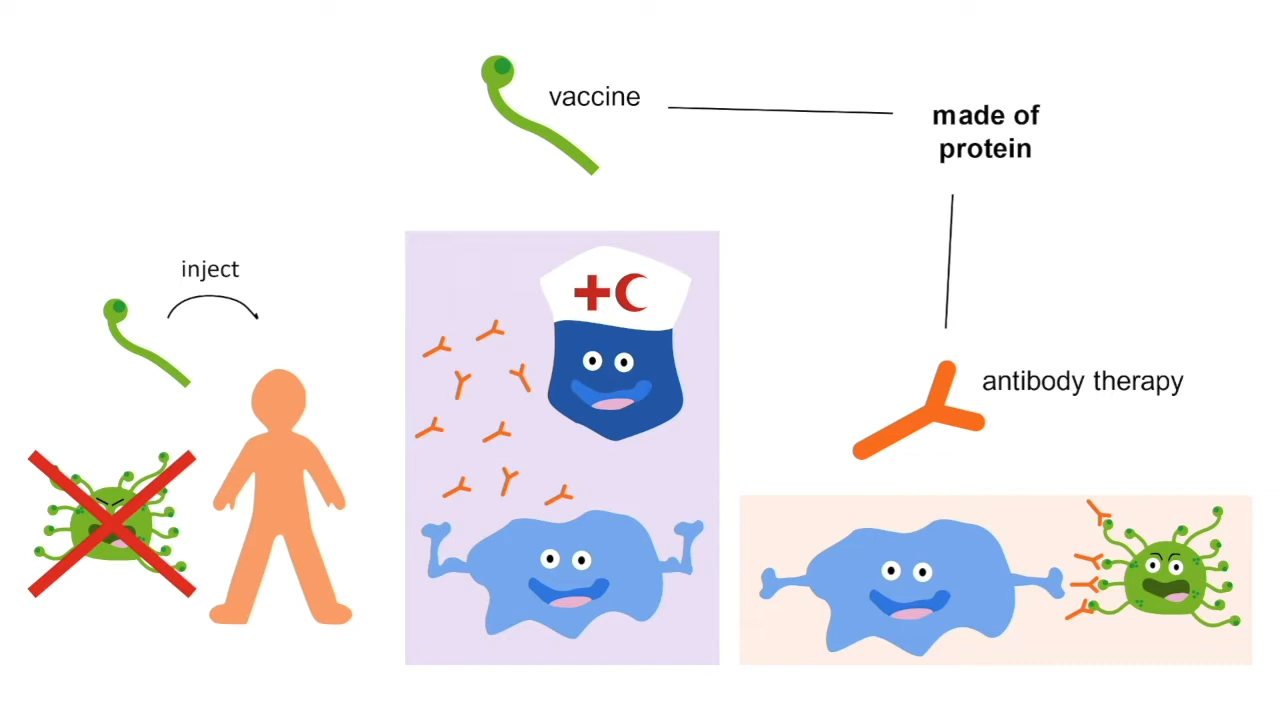 vaccine
made of
protein
inject
antibody therapy